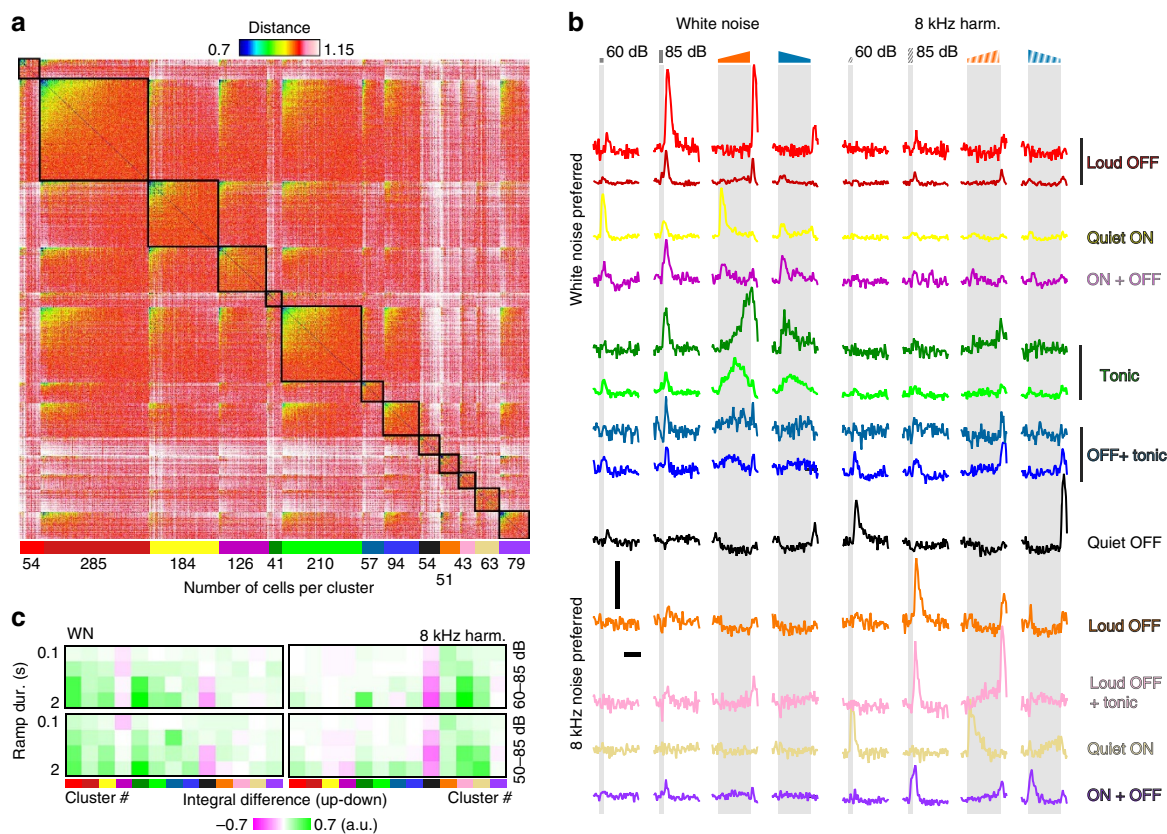 a
Distance
0.7
1.15
54
285
184
126
41
210
57
94
54
51
43
63
79
Number of cells per cluster
b
White noise
8 kHz harm.
60 dB
85 dB
60 dB
85 dB
White noise preferred
8 kHz noise preferred
Loud OFF
Quiet ON
ON + OFF
Tonic
OFF+ tonic
Quiet OFF
Loud OFF
Loud OFF
+ tonic
Quiet ON
ON + OFF
c
WN
8 kHz harm.
Ramp dur. (s)
0.1
2
0.1
2
60–85 dB
50–85 dB
Cluster #
Integral difference (up-down)
Cluster #
–0.7
0.7 (a.u.)